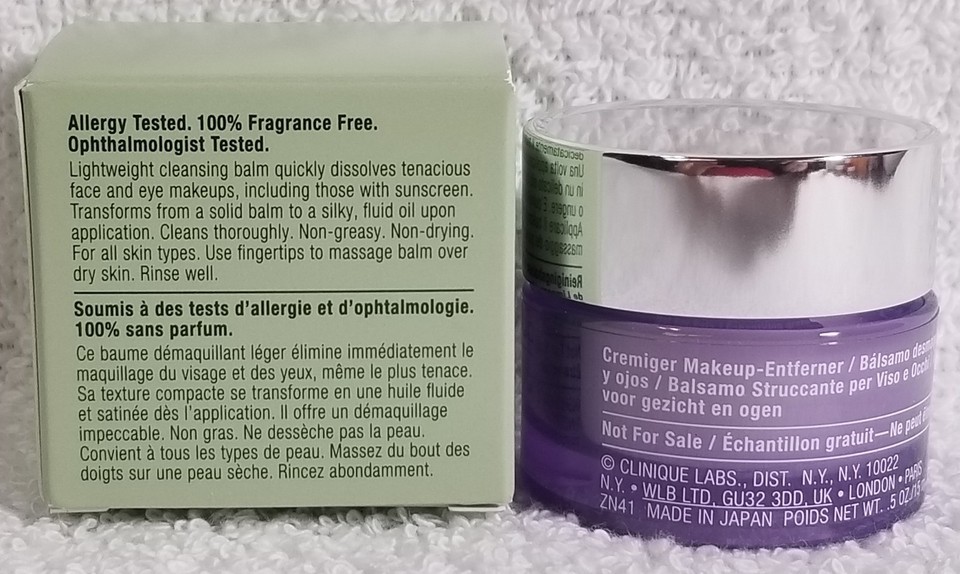 Allergy Tested. 100% Fragrance Free.
Ophthalmologist Tested.
Lightweight cleansing balm quickly dissolves tenacious
face and eye makeups, including those with sunscreen.
Transforms from a solid balm to a silky, fluid oil upon
application. Cleans thoroughly. Non-greasy. Non-drying.
For all skin types. Use fingertips to massage balm over
dry skin. Rinse well.
Soumis à des tests d'allergie et d'ophtalmologie.
100% sans parfum.
Ce baume démaquillant léger élimine immédiatement le
maquillage du visage et des yeux, même le plus tenace.
Sa texture compacte se transforme en une huile fluide
et satinée dès l'application. Il offre un démaquillage
impeccable. Non gras. Ne dessèche pas la peau.
Convient à tous les types de peau. Massez du bout des
doigts sur une peau sèche. Rincez abondamment.
Cremiger Makeup-Entferner / Bálsamo
y ojos / Balsamo Struccante per Viso e
voor gezicht en ogen
Not For Sale / Échantillon gratuit—Ne peut
© CLINIQUE LABS., DIST. N.Y., N.Y. 10022
N.Y. • WLB LTD, GU32 3DD, UK • LONDON • PARIS
ZN41 MADE IN JAPAN POIDS NET WT. .5 OZ/